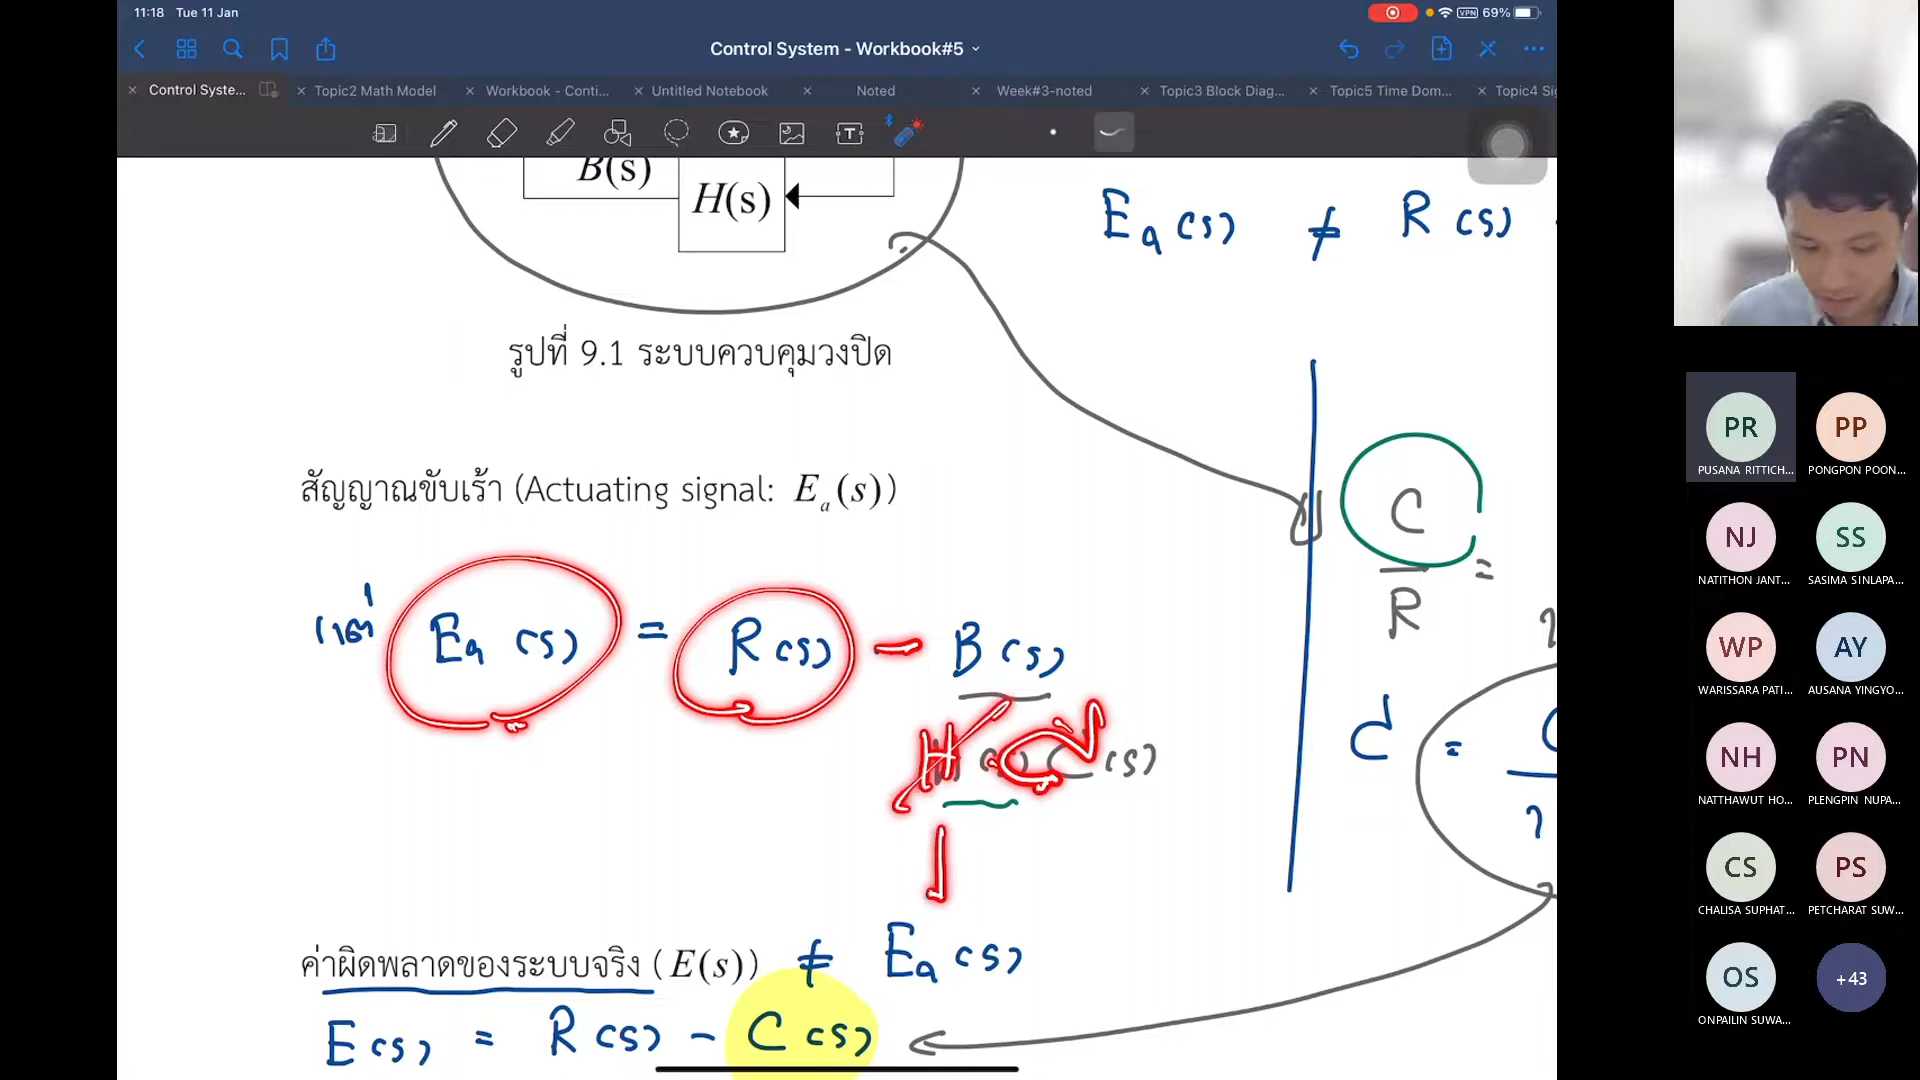 11:18 Tue 11 Jan
VPN 69%
Control System - Workbook#5
Control Syste...
Topic2 Math Model
Workbook - Conti...
Untitled Notebook
Noted
Week#3-noted
Topic3 Block Diag...
Topic5 Time Dom...
Topic4 Si
B(s)
H(s)
Ea(s) ≠ R(s)
รูปที่ 9.1 ระบบควบคุมวงปิด
สัญญาณขับเร้า (Actuating signal: Ea(s))
C
R
=
แต่ Ea(s) = R(s) - B(s)
H C(s)
C =
ค่าผิดพลาดของระบบจริง (E(s)) ≠ Ea(s)
E(s) = R(s) - C(s)
PR
PUSANA RITTICH...
PP
PONGPON POON...
NJ
NATITHON JANT...
SS
SASIMA SINLAPA...
WP
WARISSARA PATI...
AY
AUSANA YINGYO...
NH
NATTHAWUT HO...
PN
PLENGPIN NUPA...
CS
CHALISA SUPHAT...
PS
PETCHARAT SUW...
OS
ONPAILIN SUWA...
+43